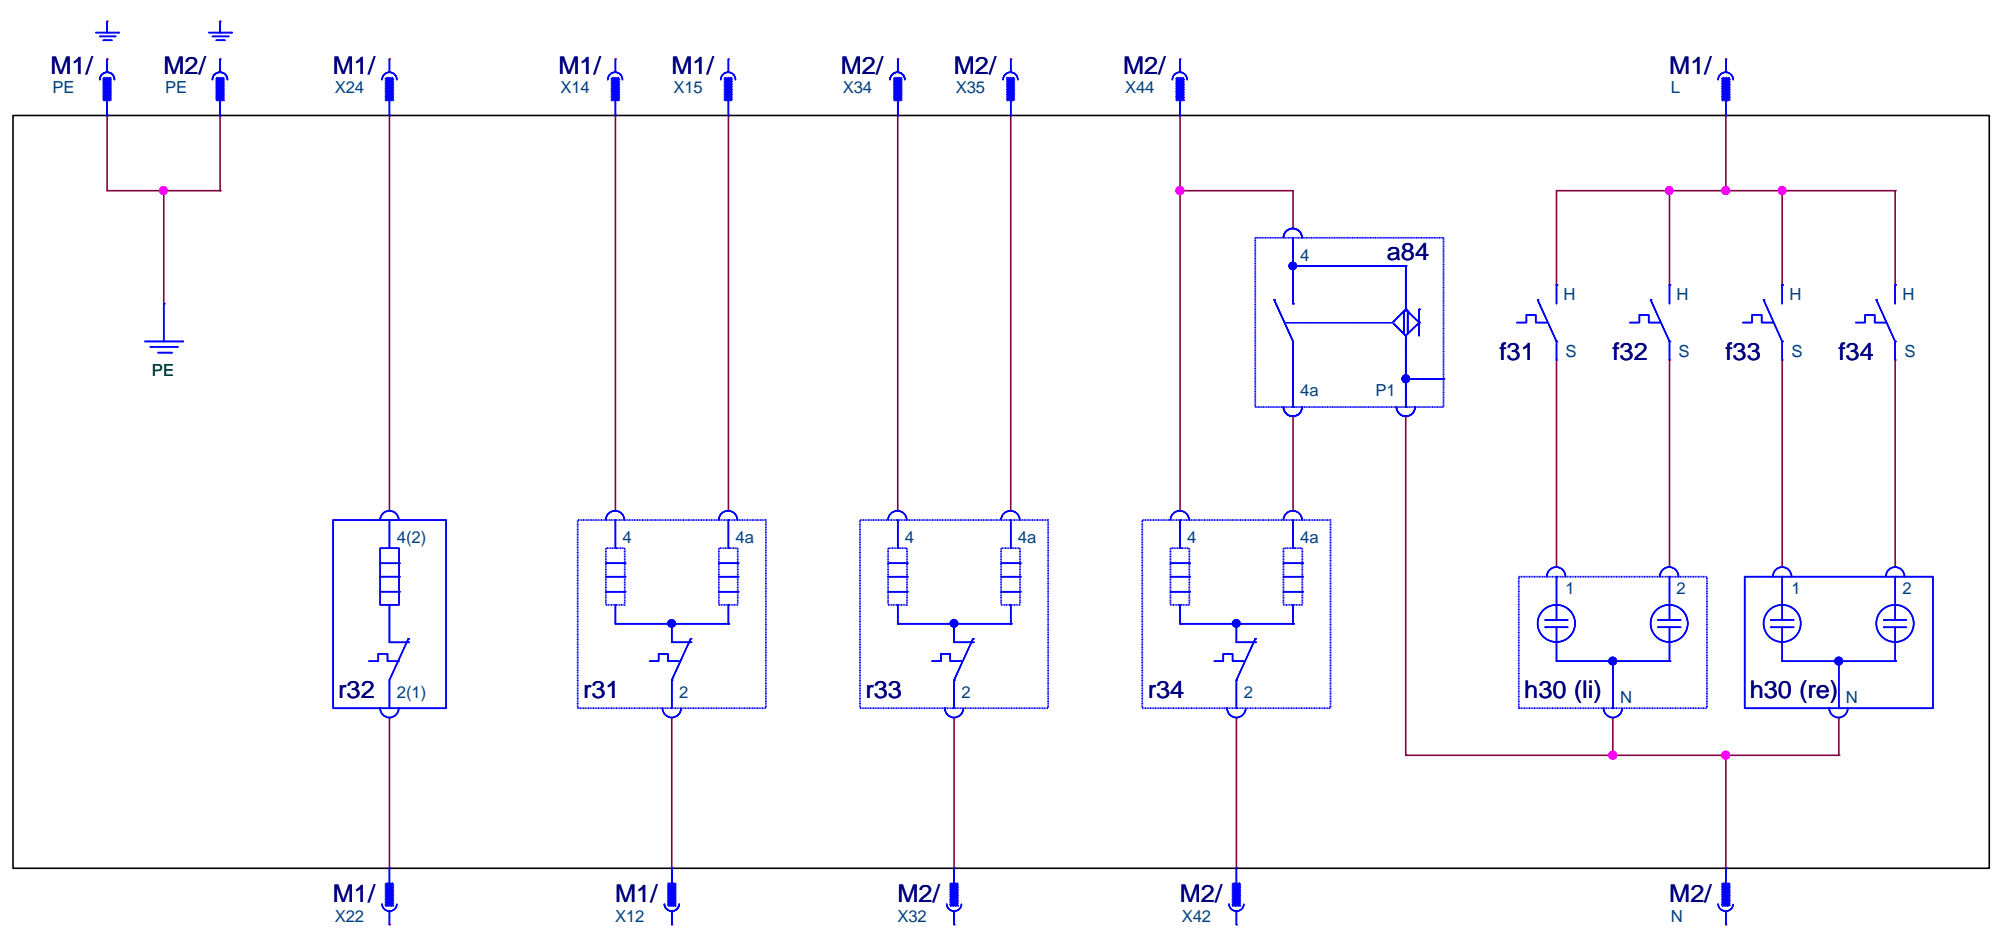 M1/ M2/ M1/ M1/ M1/ M2/ M2/ M2/ M1/
PE PE X24 X14 X15 X34 X35 X44 L
4 a84
H H H H
f31 S f32 S f33 S f34 S
PE
4a P1
4(2) 4 4a 4 4a 4 4a
1 2 1 2
r32 2(1) r31 2 r33 2 r34 2 h30 (li) N h30 (re) N
M1/ M1/ M2/ M2/ M2/
X22 X12 X32 X42 N